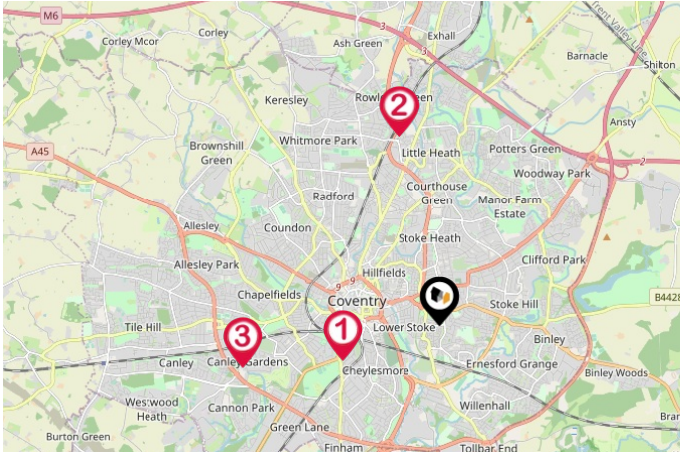 M6
3
Corley
Exhall
Trent Valley Line
Corley Mcor
Ash Green
Barnacle
Shilton
Keresley
Row
een
2
Ansty
A45
Whitmore Park
Brownshill
Green
Little Heath
Potters Green
2
Woodway Park
Radford
Courthouse
Green
Manor Farm
Estate
Allesley
Coundon
Stoke Heath
Allesley Park
Clifford Park
Hillfields
9
9
Chapelfields
Coventry
Stoke Hill
B4428
Tile Hill
3
1
Lower Stoke
Binley
Canley
Canley Gardens
Cheylesmore
Ernesford Grange
Binley Woods
Westwood
Heath
Cannon Park
Willenhall
Bran
Green Lane
Burton Green
Finham
Tollbar End